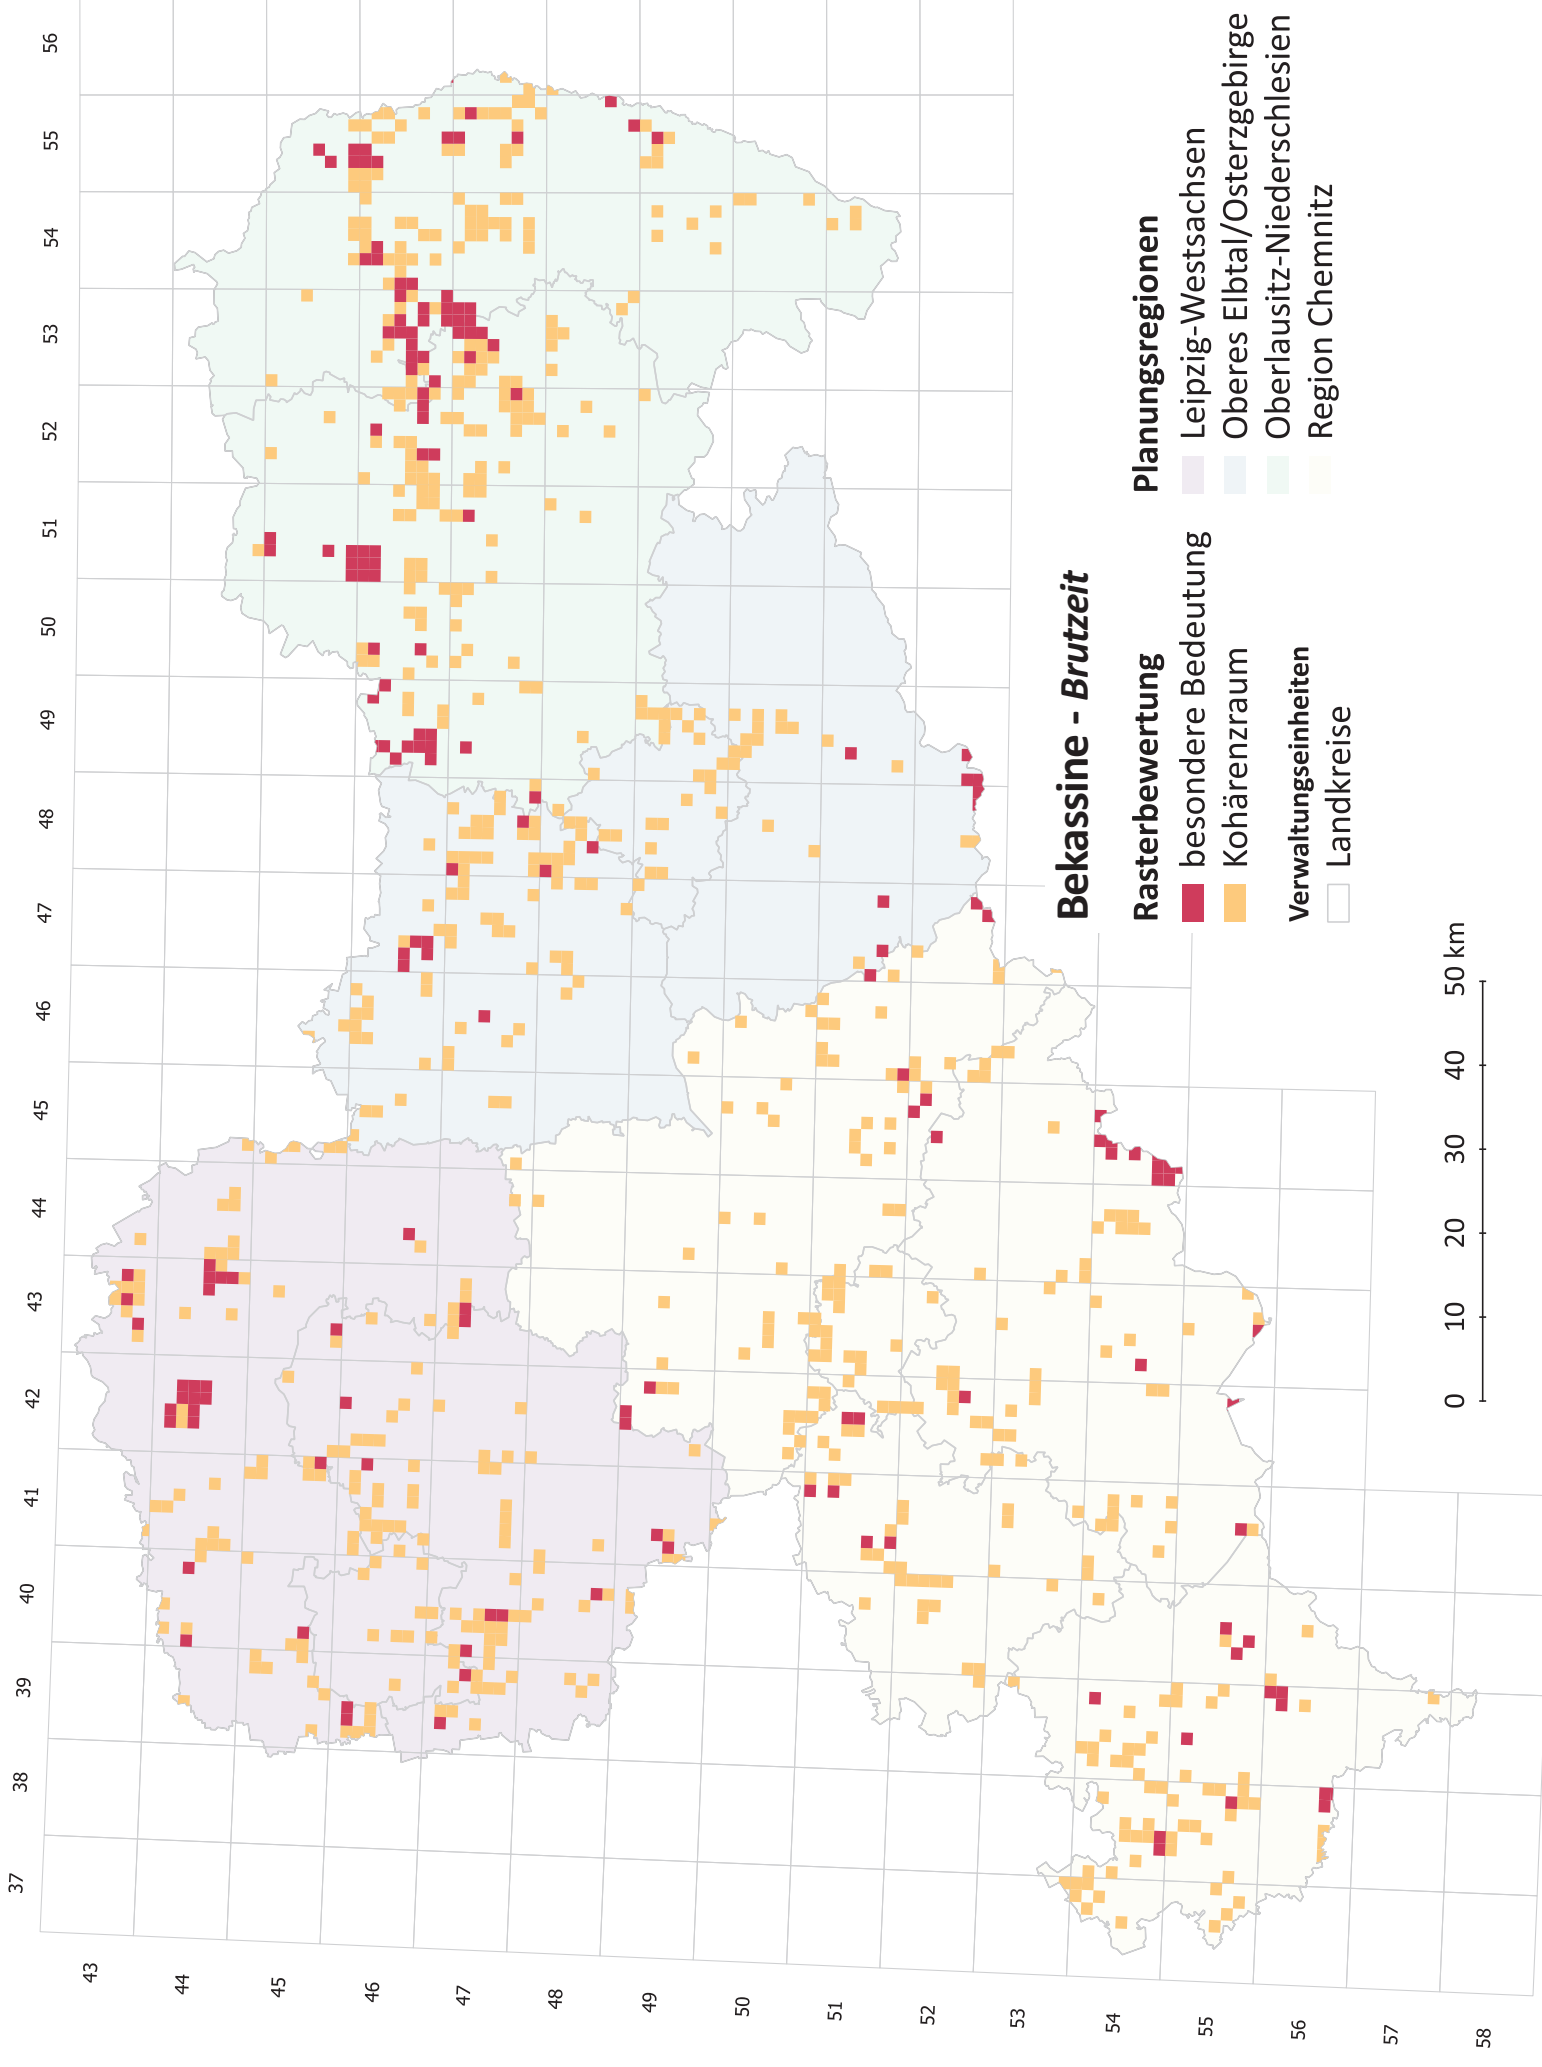 37 38 39 40 41 42 43 44 45 46 47 48 49 50 51 52 53 54 55 56
43
44
45
46
47
48
49
50
51
52
53
54
55
56
57
58
Bekassine - Brutzeit
Rasterbewertung
besondere Bedeutung
Kohärenzraum
Verwaltungseinheiten
Landkreise
Planungsregionen
Leipzig-Westsachsen
Oberes Elbtal/Osterzgebirge
Oberlausitz-Niederschlesien
Region Chemnitz
0 10 20 30 40 50 km